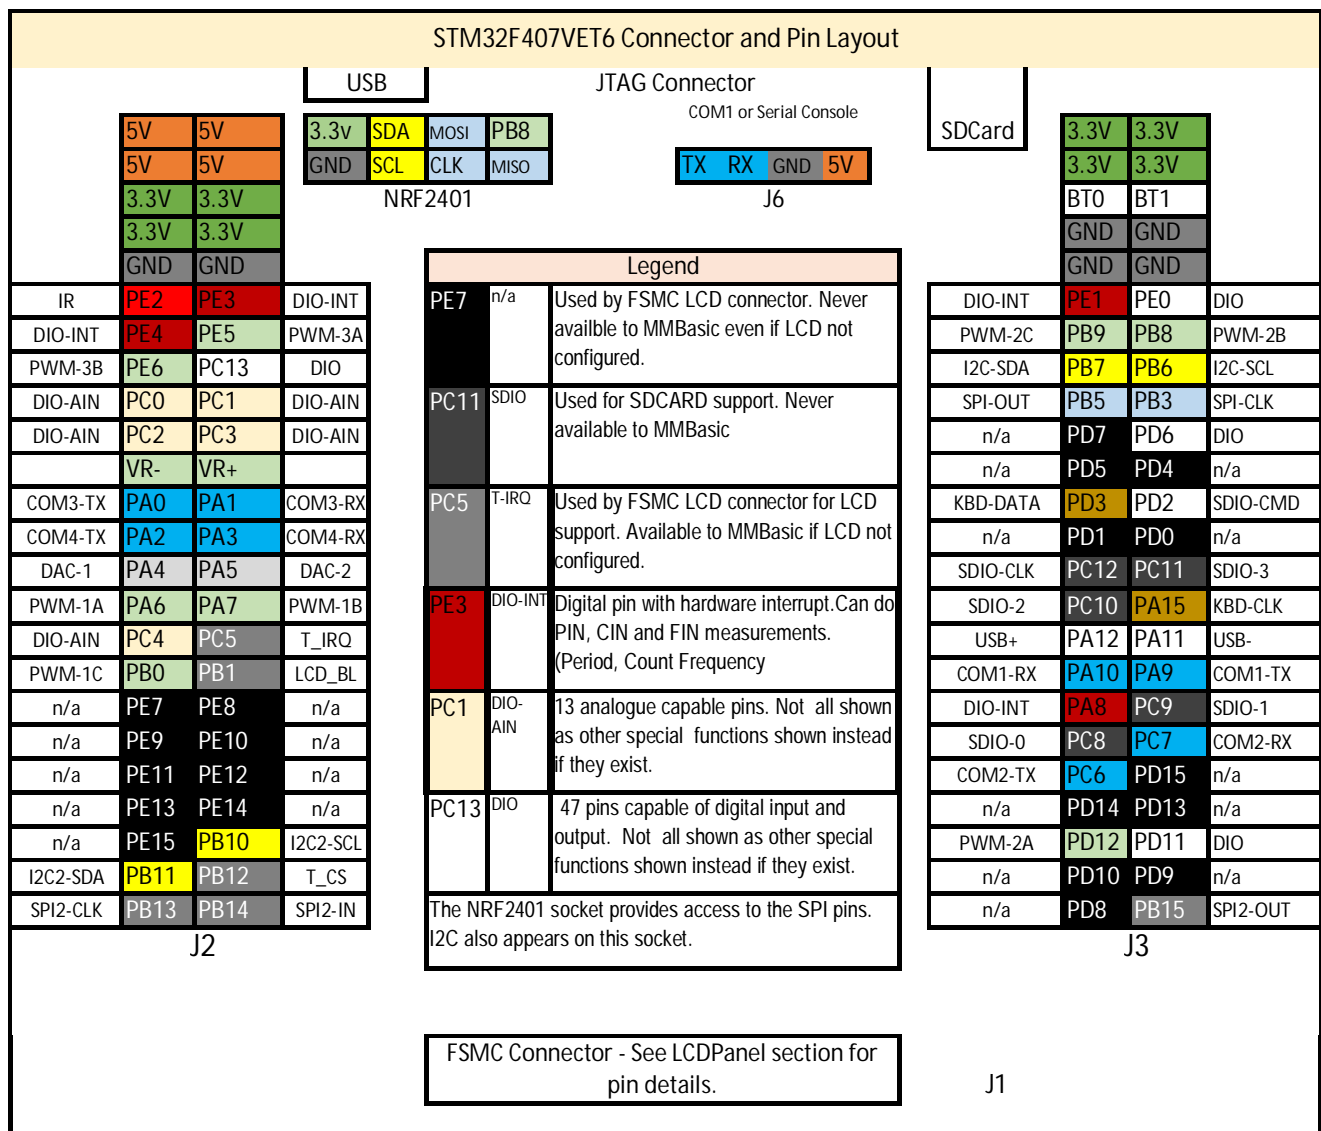 STM32F407VET6 Connector and Pin Layout
USB
JTAG Connector
COM1 or Serial Console
SDCard
5V 5V
5V 5V
3.3V 3.3V
3.3V 3.3V
GND GND
3.3v SDA MOSI PB8
GND SCL CLK MISO
NRF2401
TX RX GND 5V
J6
3.3V 3.3V
3.3V 3.3V
BT0 BT1
GND GND
GND GND
IR PE2 PE3 DIO-INT
DIO-INT PE4 PE5 PWM-3A
PWM-3B PE6 PC13 DIO
DIO-AIN PC0 PC1 DIO-AIN
DIO-AIN PC2 PC3 DIO-AIN
VR- VR+
COM3-TX PA0 PA1 COM3-RX
COM4-TX PA2 PA3 COM4-RX
DAC-1 PA4 PA5 DAC-2
PWM-1A PA6 PA7 PWM-1B
DIO-AIN PC4 PC5 T_IRQ
PWM-1C PB0 PB1 LCD_BL
n/a PE7 PE8 n/a
n/a PE9 PE10 n/a
n/a PE11 PE12 n/a
n/a PE13 PE14 n/a
n/a PE15 PB10 I2C2-SCL
I2C2-SDA PB11 PB12 T_CS
SPI2-CLK PB13 PB14 SPI2-IN
J2
Legend
PE7 n/a Used by FSMC LCD connector. Never
availble to MMBasic even if LCD not
configured.
PC11 SDIO Used for SDCARD support. Never
available to MMBasic
PC5 T-IRQ Used by FSMC LCD connector for LCD
support. Available to MMBasic if LCD not
configured.
PE3 DIO-INT Digital pin with hardware interrupt.Can do
PIN, CIN and FIN measurements.
(Period, Count Frequency
PC1 DIO-
AIN
13 analogue capable pins. Not all shown
as other special functions shown instead
if they exist.
PC13 DIO 47 pins capable of digital input and
output. Not all shown as other special
functions shown instead if they exist.
The NRF2401 socket provides access to the SPI pins.
I2C also appears on this socket.
DIO-INT PE1 PE0 DIO
PWM-2C PB9 PB8 PWM-2B
I2C-SDA PB7 PB6 I2C-SCL
SPI-OUT PB5 PB3 SPI-CLK
n/a PD7 PD6 DIO
n/a PD5 PD4 n/a
KBD-DATA PD3 PD2 SDIO-CMD
n/a PD1 PD0 n/a
SDIO-CLK PC12 PC11 SDIO-3
SDIO-2 PC10 PA15 KBD-CLK
USB+ PA12 PA11 USB-
COM1-RX PA10 PA9 COM1-TX
DIO-INT PA8 PC9 SDIO-1
SDIO-0 PC8 PC7 COM2-RX
COM2-TX PC6 PD15 n/a
n/a PD14 PD13 n/a
PWM-2A PD12 PD11 DIO
n/a PD10 PD9 n/a
n/a PD8 PB15 SPI2-OUT
J3
FSMC Connector - See LCDPanel section for
pin details.
J1